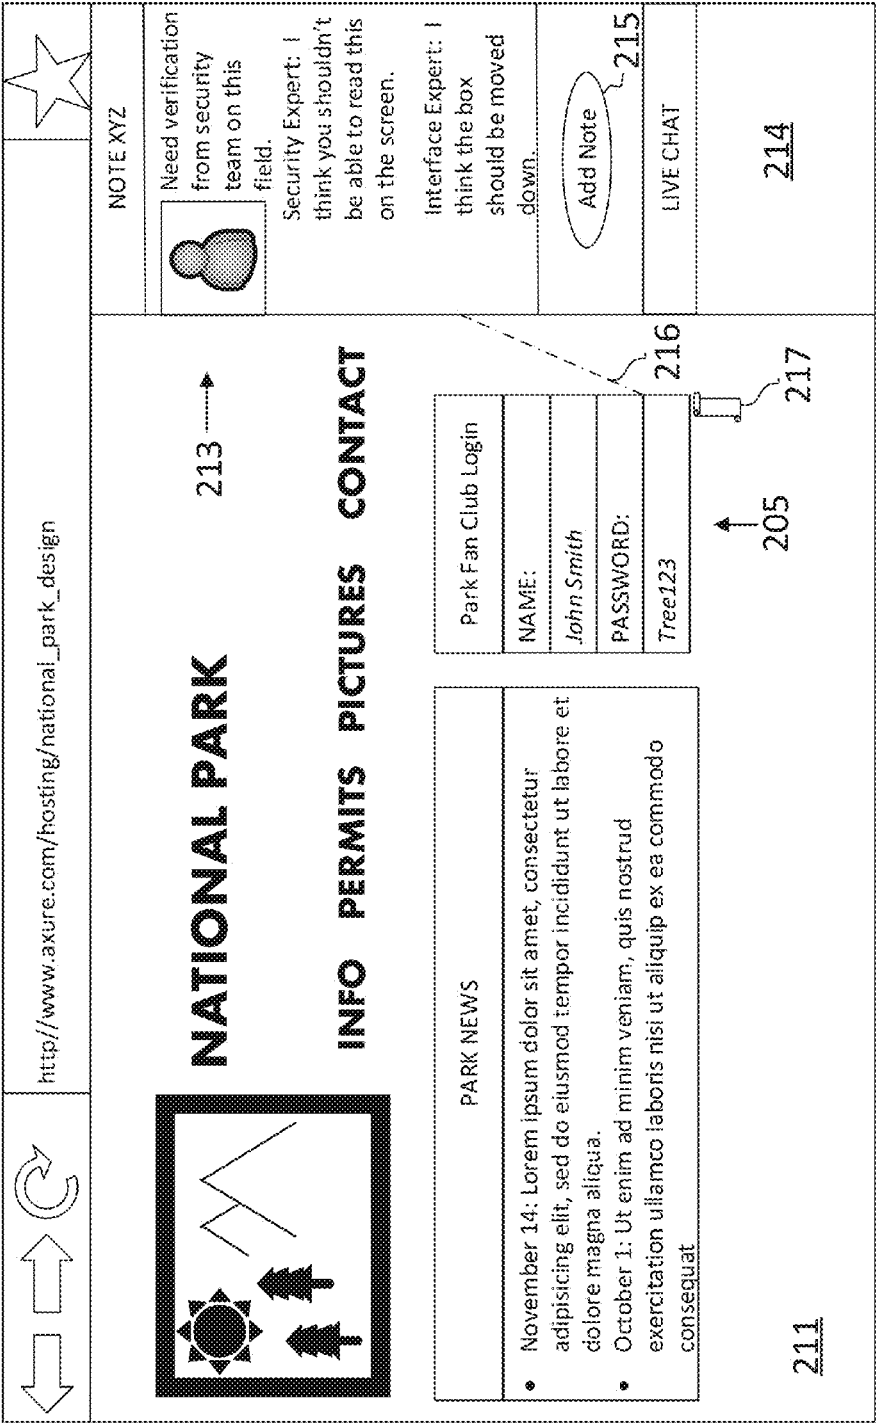 http//www.axure.com/hosting/national_park_design
NATIONAL PARK
213
INFO PERMITS PICTURES CONTACT
PARK NEWS
• November 14: Lorem ipsum dolor sit amet, consectetur
adipisicing elit, sed do eiusmod tempor incididunt ut labore et
dolore magna aliqua.
• October 1: Ut enim ad minim veniam, quis nostrud
exercitation ullamco laboris nisi ut aliquip ex ea commodo
consequat
211
Park Fan Club Login
NAME:
John Smith
PASSWORD:
Tree123
205
216
217
NOTE XYZ
Need verification
from security
team on this
field.
Security Expert: I
think you shouldn't
be able to read this
on the screen.
Interface Expert: I
think the box
should be moved
down.
Add Note
215
LIVE CHAT
214